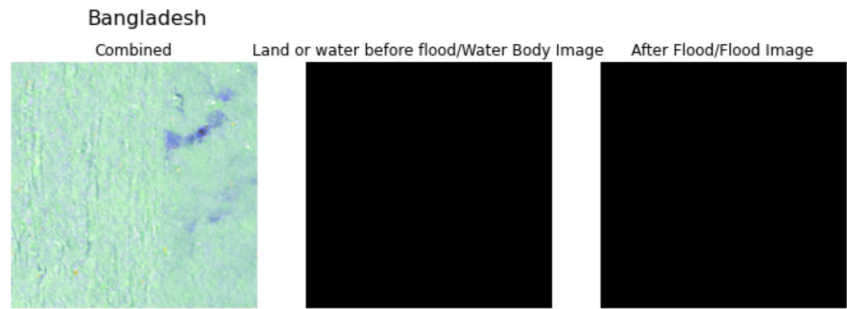 Bangladesh
Combined
Land or water before flood/Water Body Image
After Flood/Flood Image